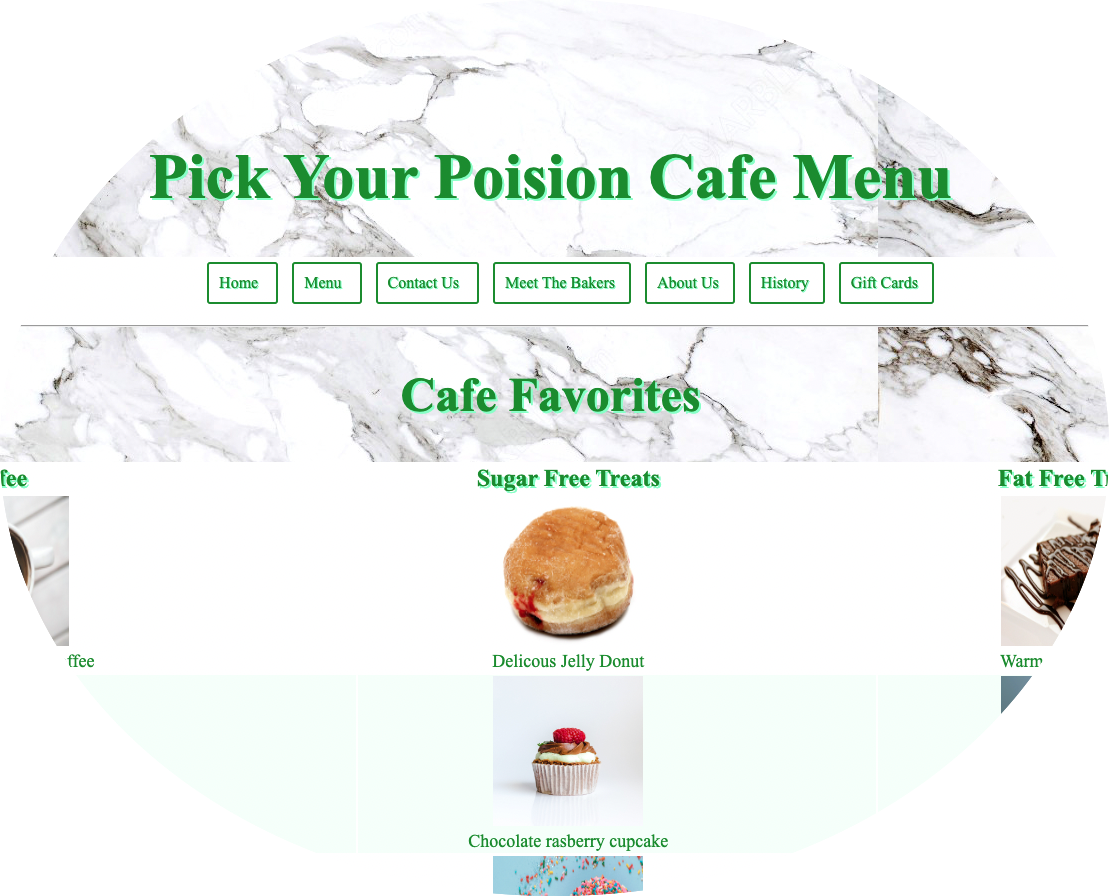 Pick Your Poision Cafe Menu
Home Menu Contact Us Meet The Bakers About Us History Gift Cards
Cafe Favorites
fee Sugar Free Treats Fat Free Tr
Delicous Jelly Donut
ffee Warm
Chocolate rasberry cupcake